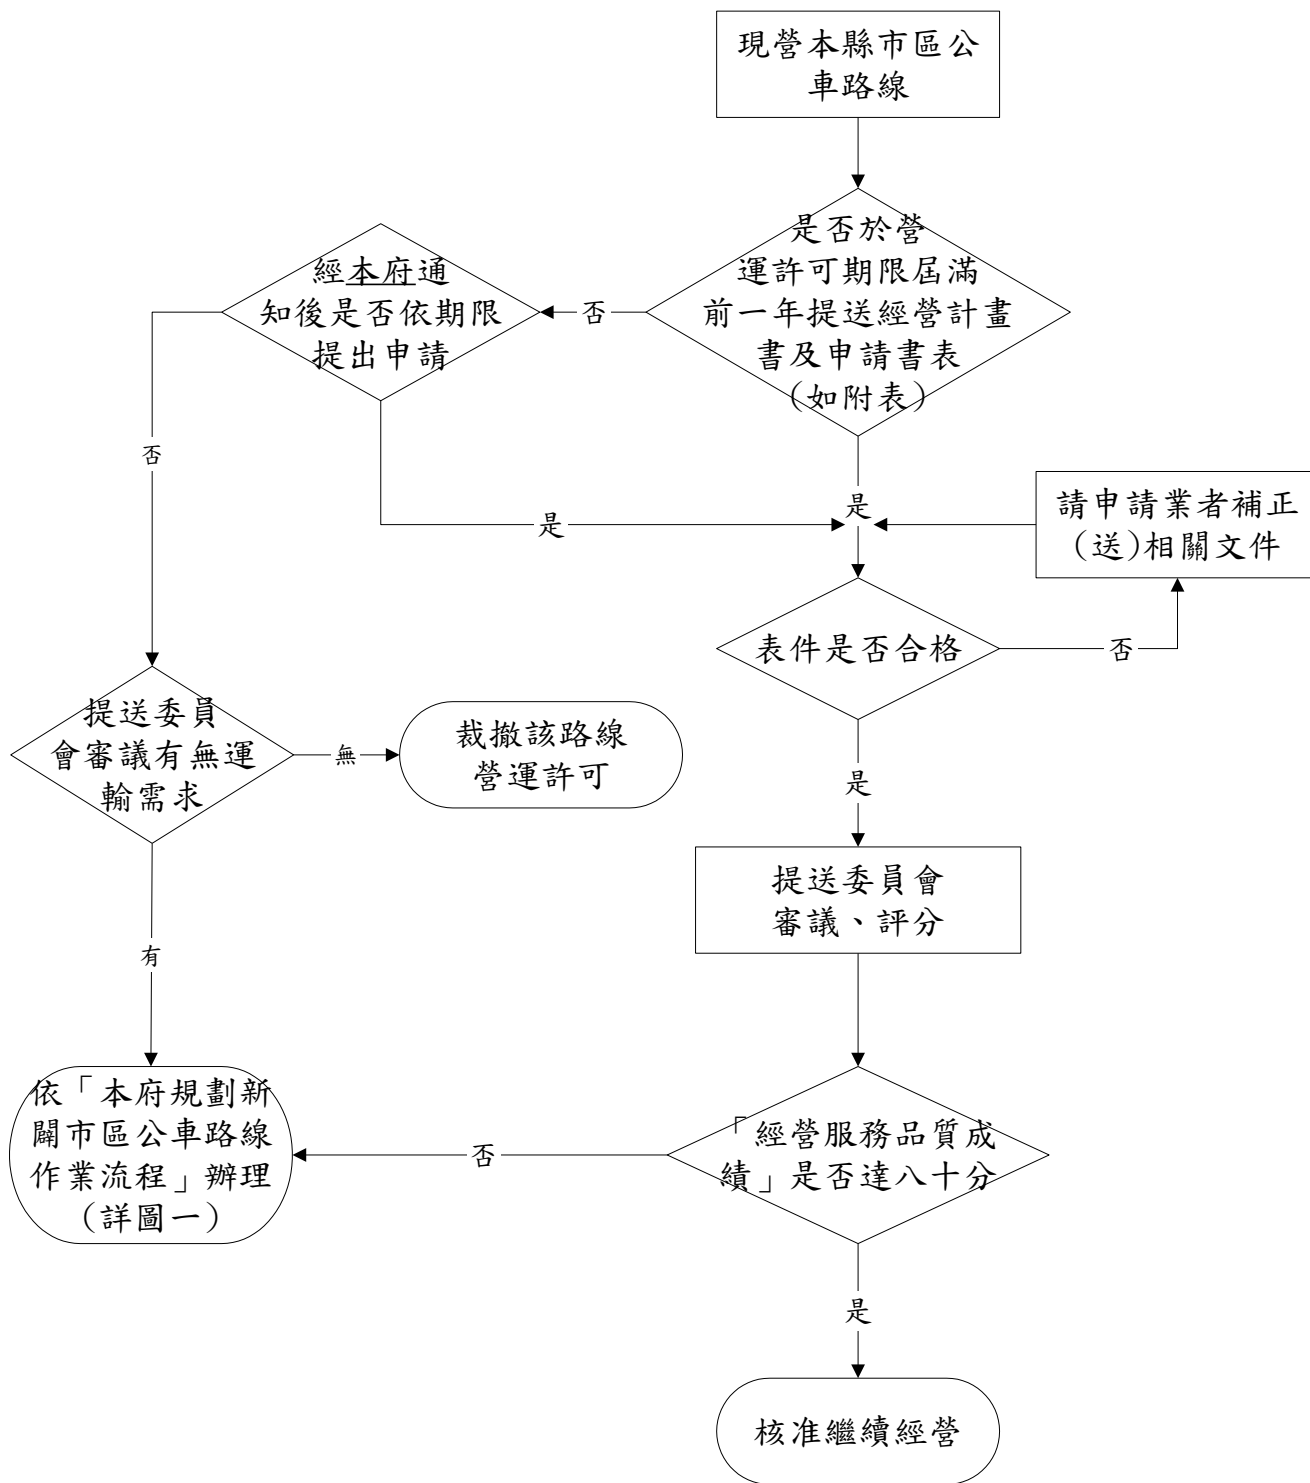 現營本縣市區公
車路線
是否於營
運許可期限屆滿
前一年提送經營計畫
書及申請書表
(如附表)
否
經本府通
知後是否依期限
提出申請
否
是
是
請申請業者補正
(送)相關文件
表件是否合格
否
提送委員
會審議有無運
輸需求
無
裁撤該路線
營運許可
是
提送委員會
審議、評分
有
依「本府規劃新
闢市區公車路線
作業流程」辦理
(詳圖一)
否
「經營服務品質成
績」是否達八十分
是
核准繼續經營